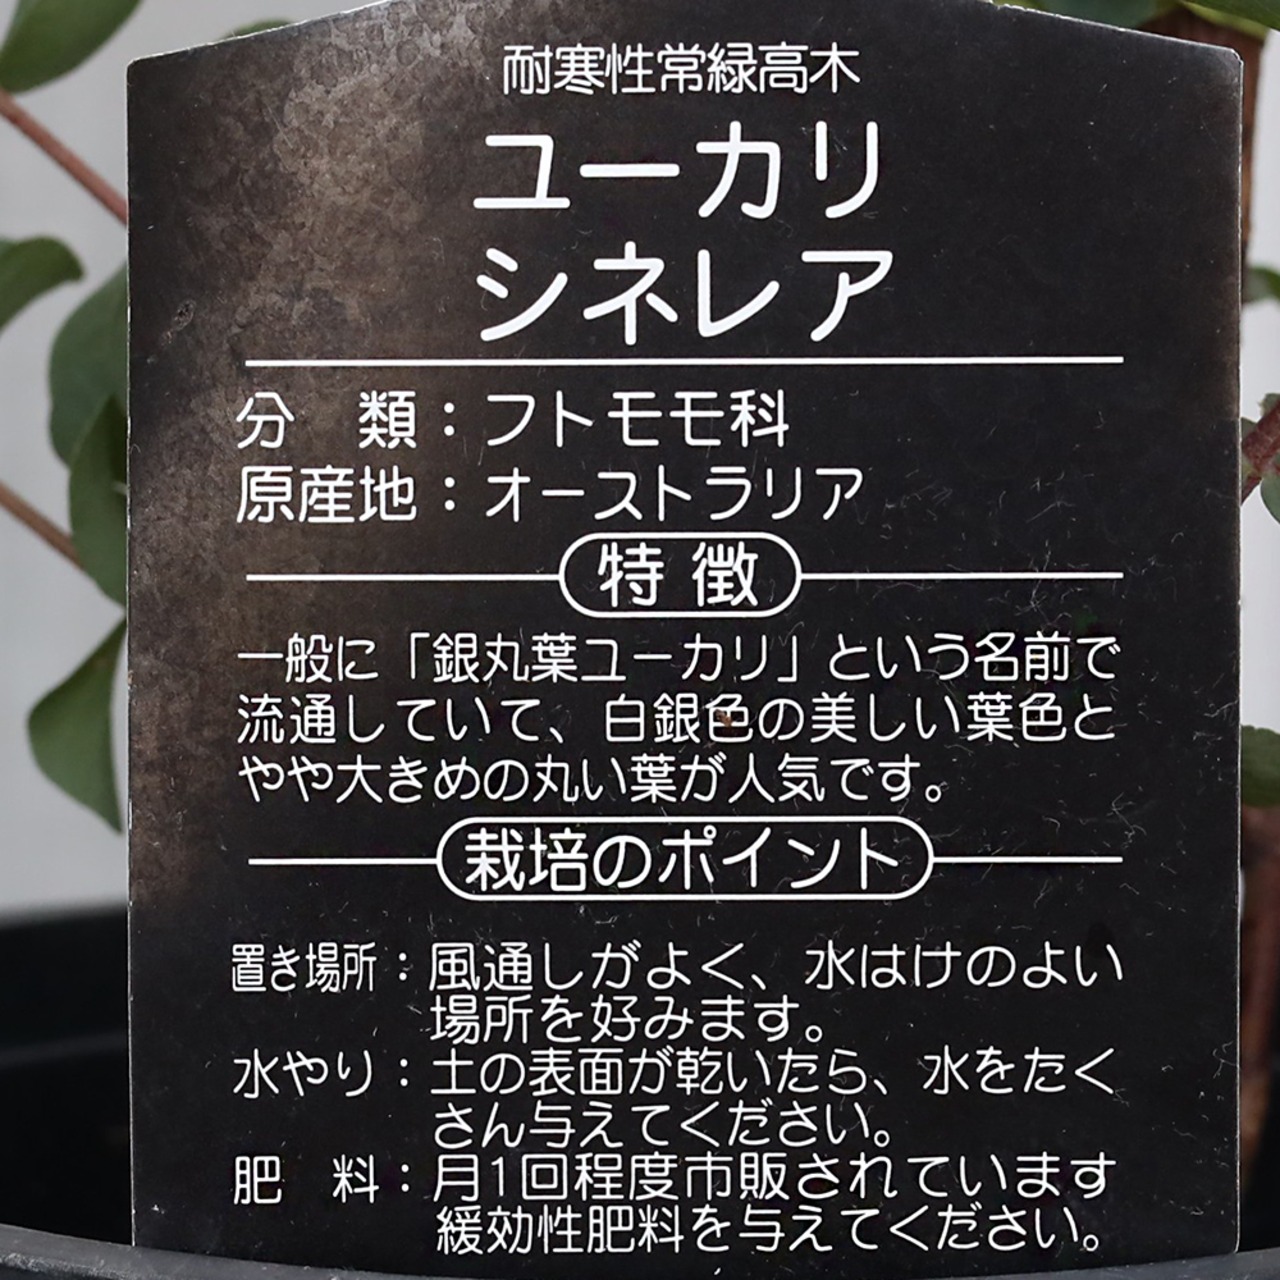 耐寒性常緑高木
ユーカリ
シネレア
分　類：フトモモ科
原産地：オーストラリア
特徴
一般に「銀丸葉ユーカリ」という名前で
流通していて、白銀色の美しい葉色と
やや大きめの丸い葉が人気です。
栽培のポイント
置き場所：風通しがよく、水はけのよい
場所を好みます。
水やり：土の表面が乾いたら、水をたく
さん与えてください。
肥　料：月1回程度市販されています
緩効性肥料を与えてください。